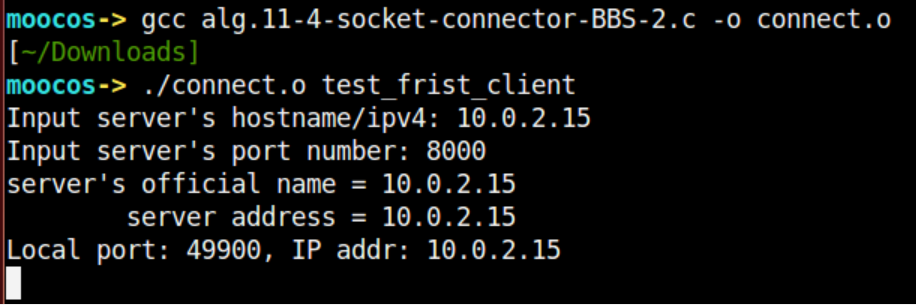 moocos-> gcc alg.11-4-socket-connector-BBS-2.c -o connect.o
[~/Downloads]
moocos-> ./connect.o test_frist_client
Input server's hostname/ipv4: 10.0.2.15
Input server's port number: 8000
server's official name = 10.0.2.15
        server address = 10.0.2.15
Local port: 49900, IP addr: 10.0.2.15